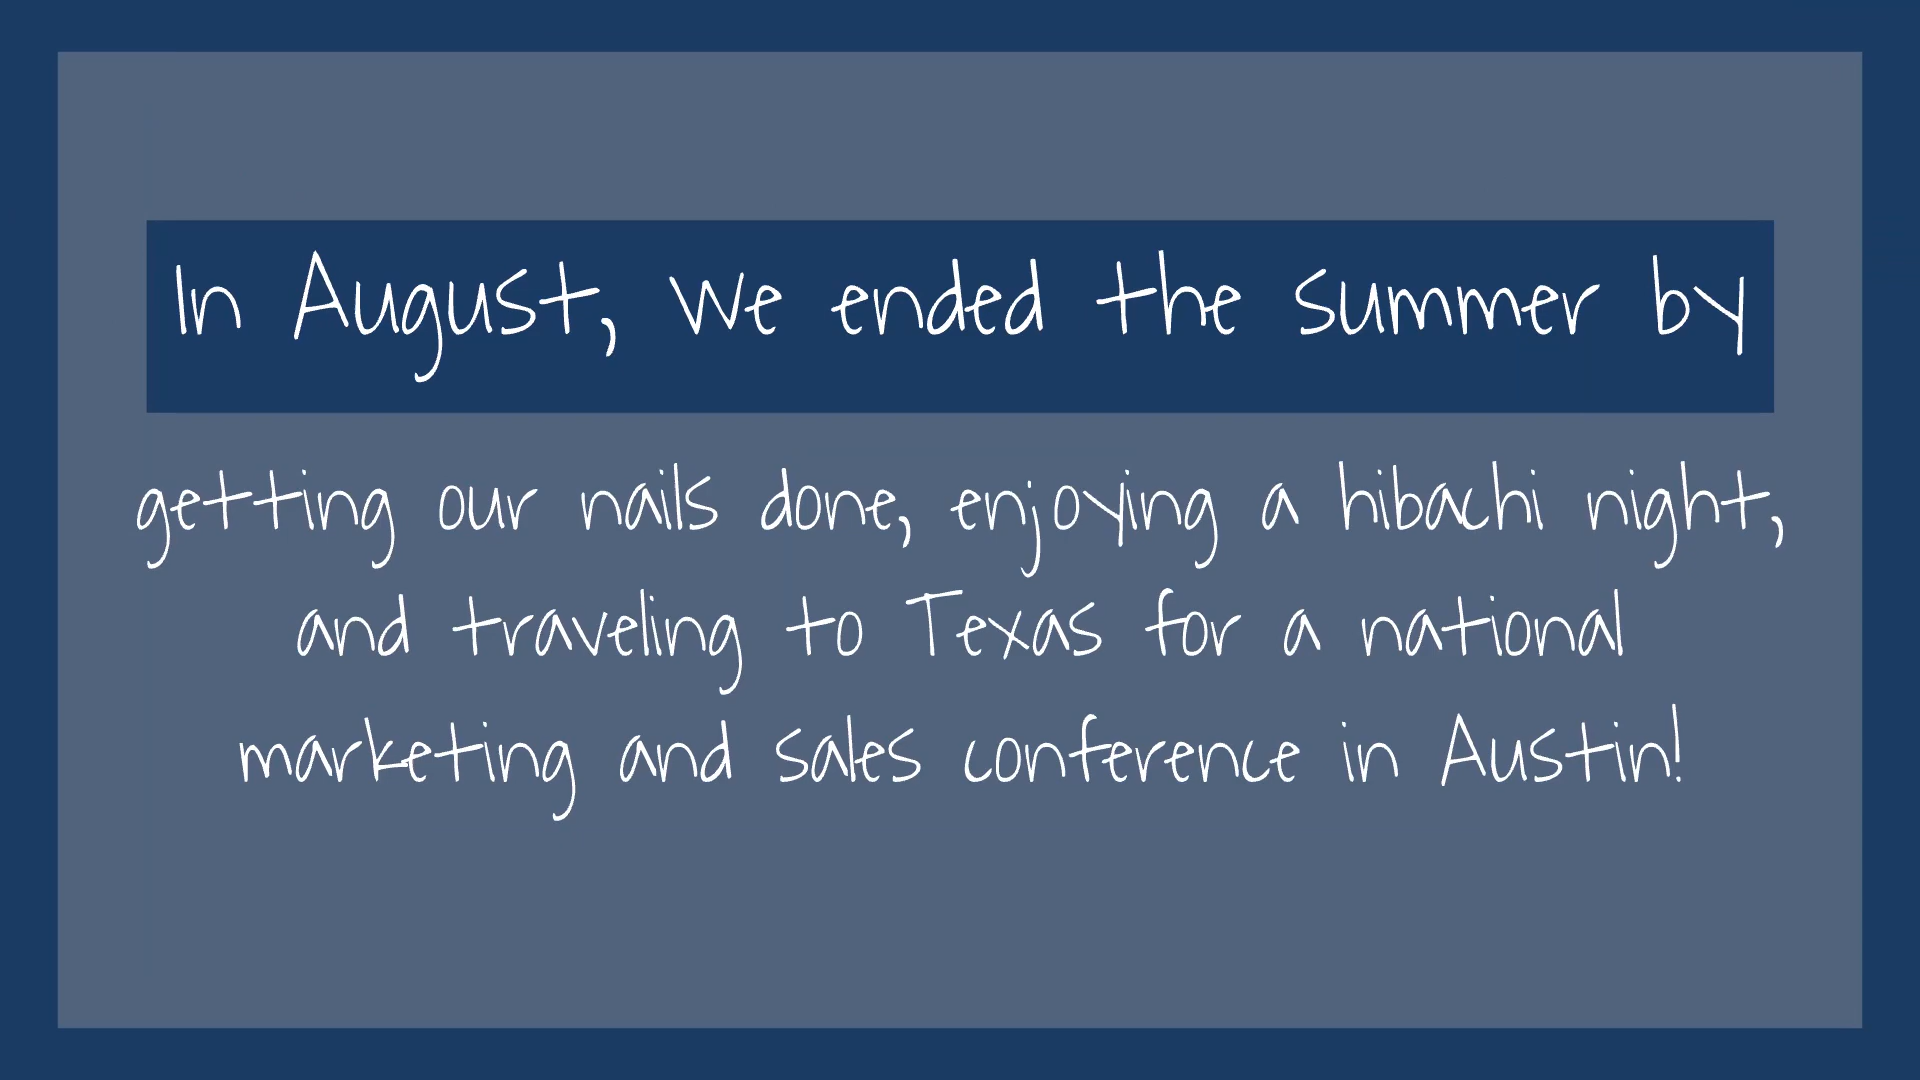 In August, we ended the summer by
getting our nails done, enjoying a hibachi night,
and traveling to Texas for a national
marketing and sales conference in Austin!